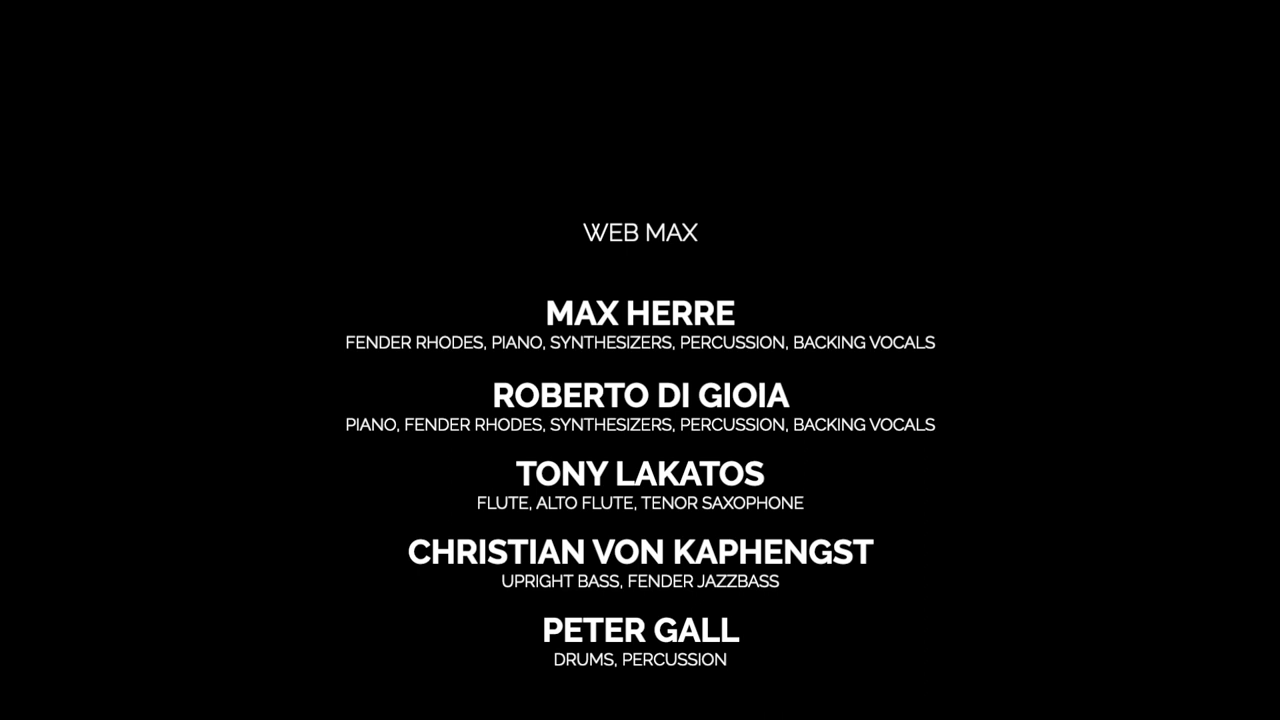 WEB MAX
MAX HERRE
FENDER RHODES, PIANO, SYNTHESIZERS, PERCUSSION, BACKING VOCALS
ROBERTO DI GIOIA
PIANO, FENDER RHODES, SYNTHESIZERS, PERCUSSION, BACKING VOCALS
TONY LAKATOS
FLUTE, ALTO FLUTE, TENOR SAXOPHONE
CHRISTIAN VON KAPHENGST
UPRIGHT BASS, FENDER JAZZBASS
PETER GALL
DRUMS, PERCUSSION